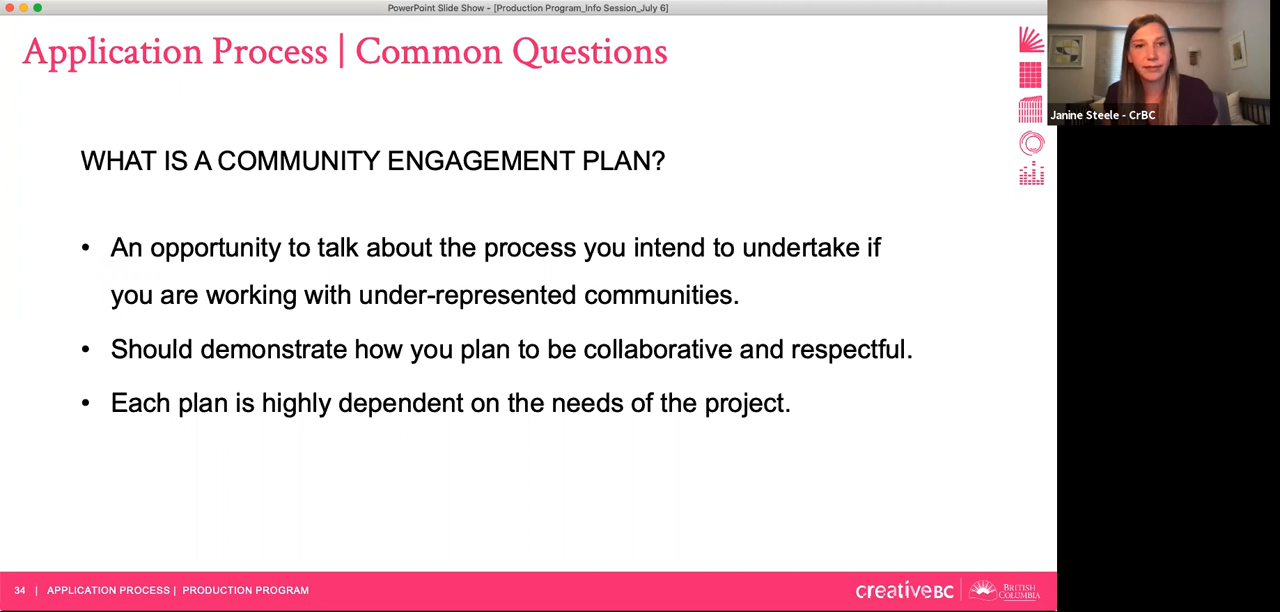 PowerPoint Slide Show - [Production Program_Info Session_July 6]
Application Process | Common Questions
Janine Steele - CrBC
WHAT IS A COMMUNITY ENGAGEMENT PLAN?
• An opportunity to talk about the process you intend to undertake if
you are working with under-represented communities.
• Should demonstrate how you plan to be collaborative and respectful.
• Each plan is highly dependent on the needs of the project.
34 | APPLICATION PROCESS | PRODUCTION PROGRAM
creativeBC
BRITISH
COLUMBIA